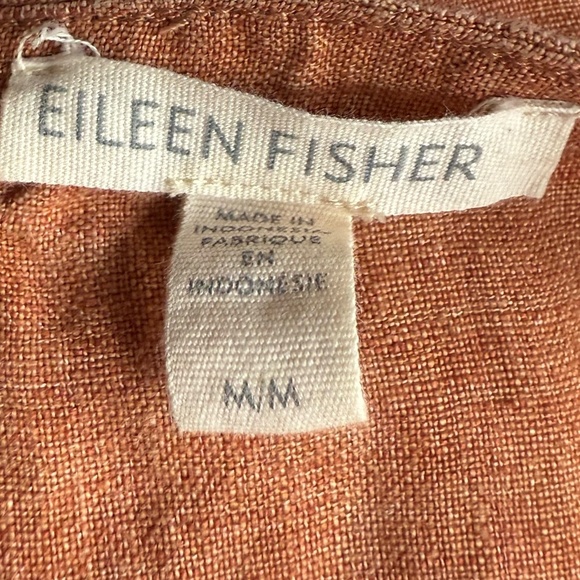 EILEEN FISHER
MADE IN
INDONESIA
FABRIQUE
EN
INDONÉSIE
M/M